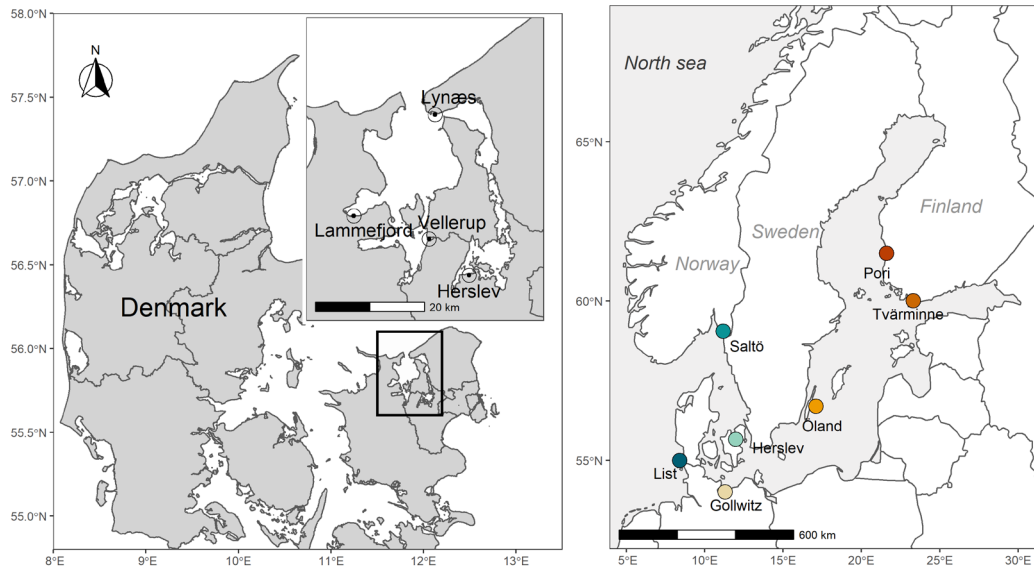 58.0°N
57.5°N
57.0°N
56.5°N
56.0°N
55.5°N
55.0°N
8°E
9°E
10°E
11°E
12°E
13°E
N
Denmark
Lynæs
Lammefjord
Vellerup
Herslev
20 km
North sea
65°N
60°N
55°N
5°E
10°E
15°E
20°E
25°E
30°E
Norway
Sweden
Finland
Pori
Tvärminne
Saltö
Öland
Herslev
List
Gollwitz
600 km